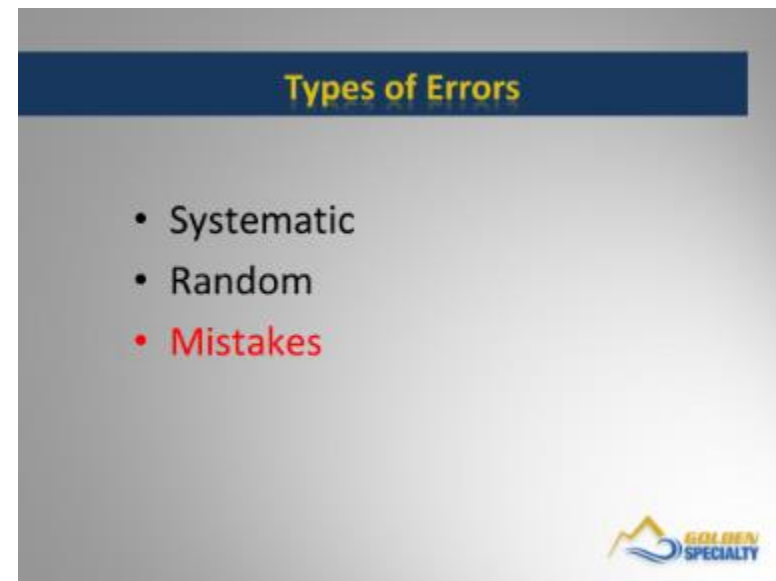 Types of Errors
• Systematic
• Random
• Mistakes
GOLDEN
SPECIALTY